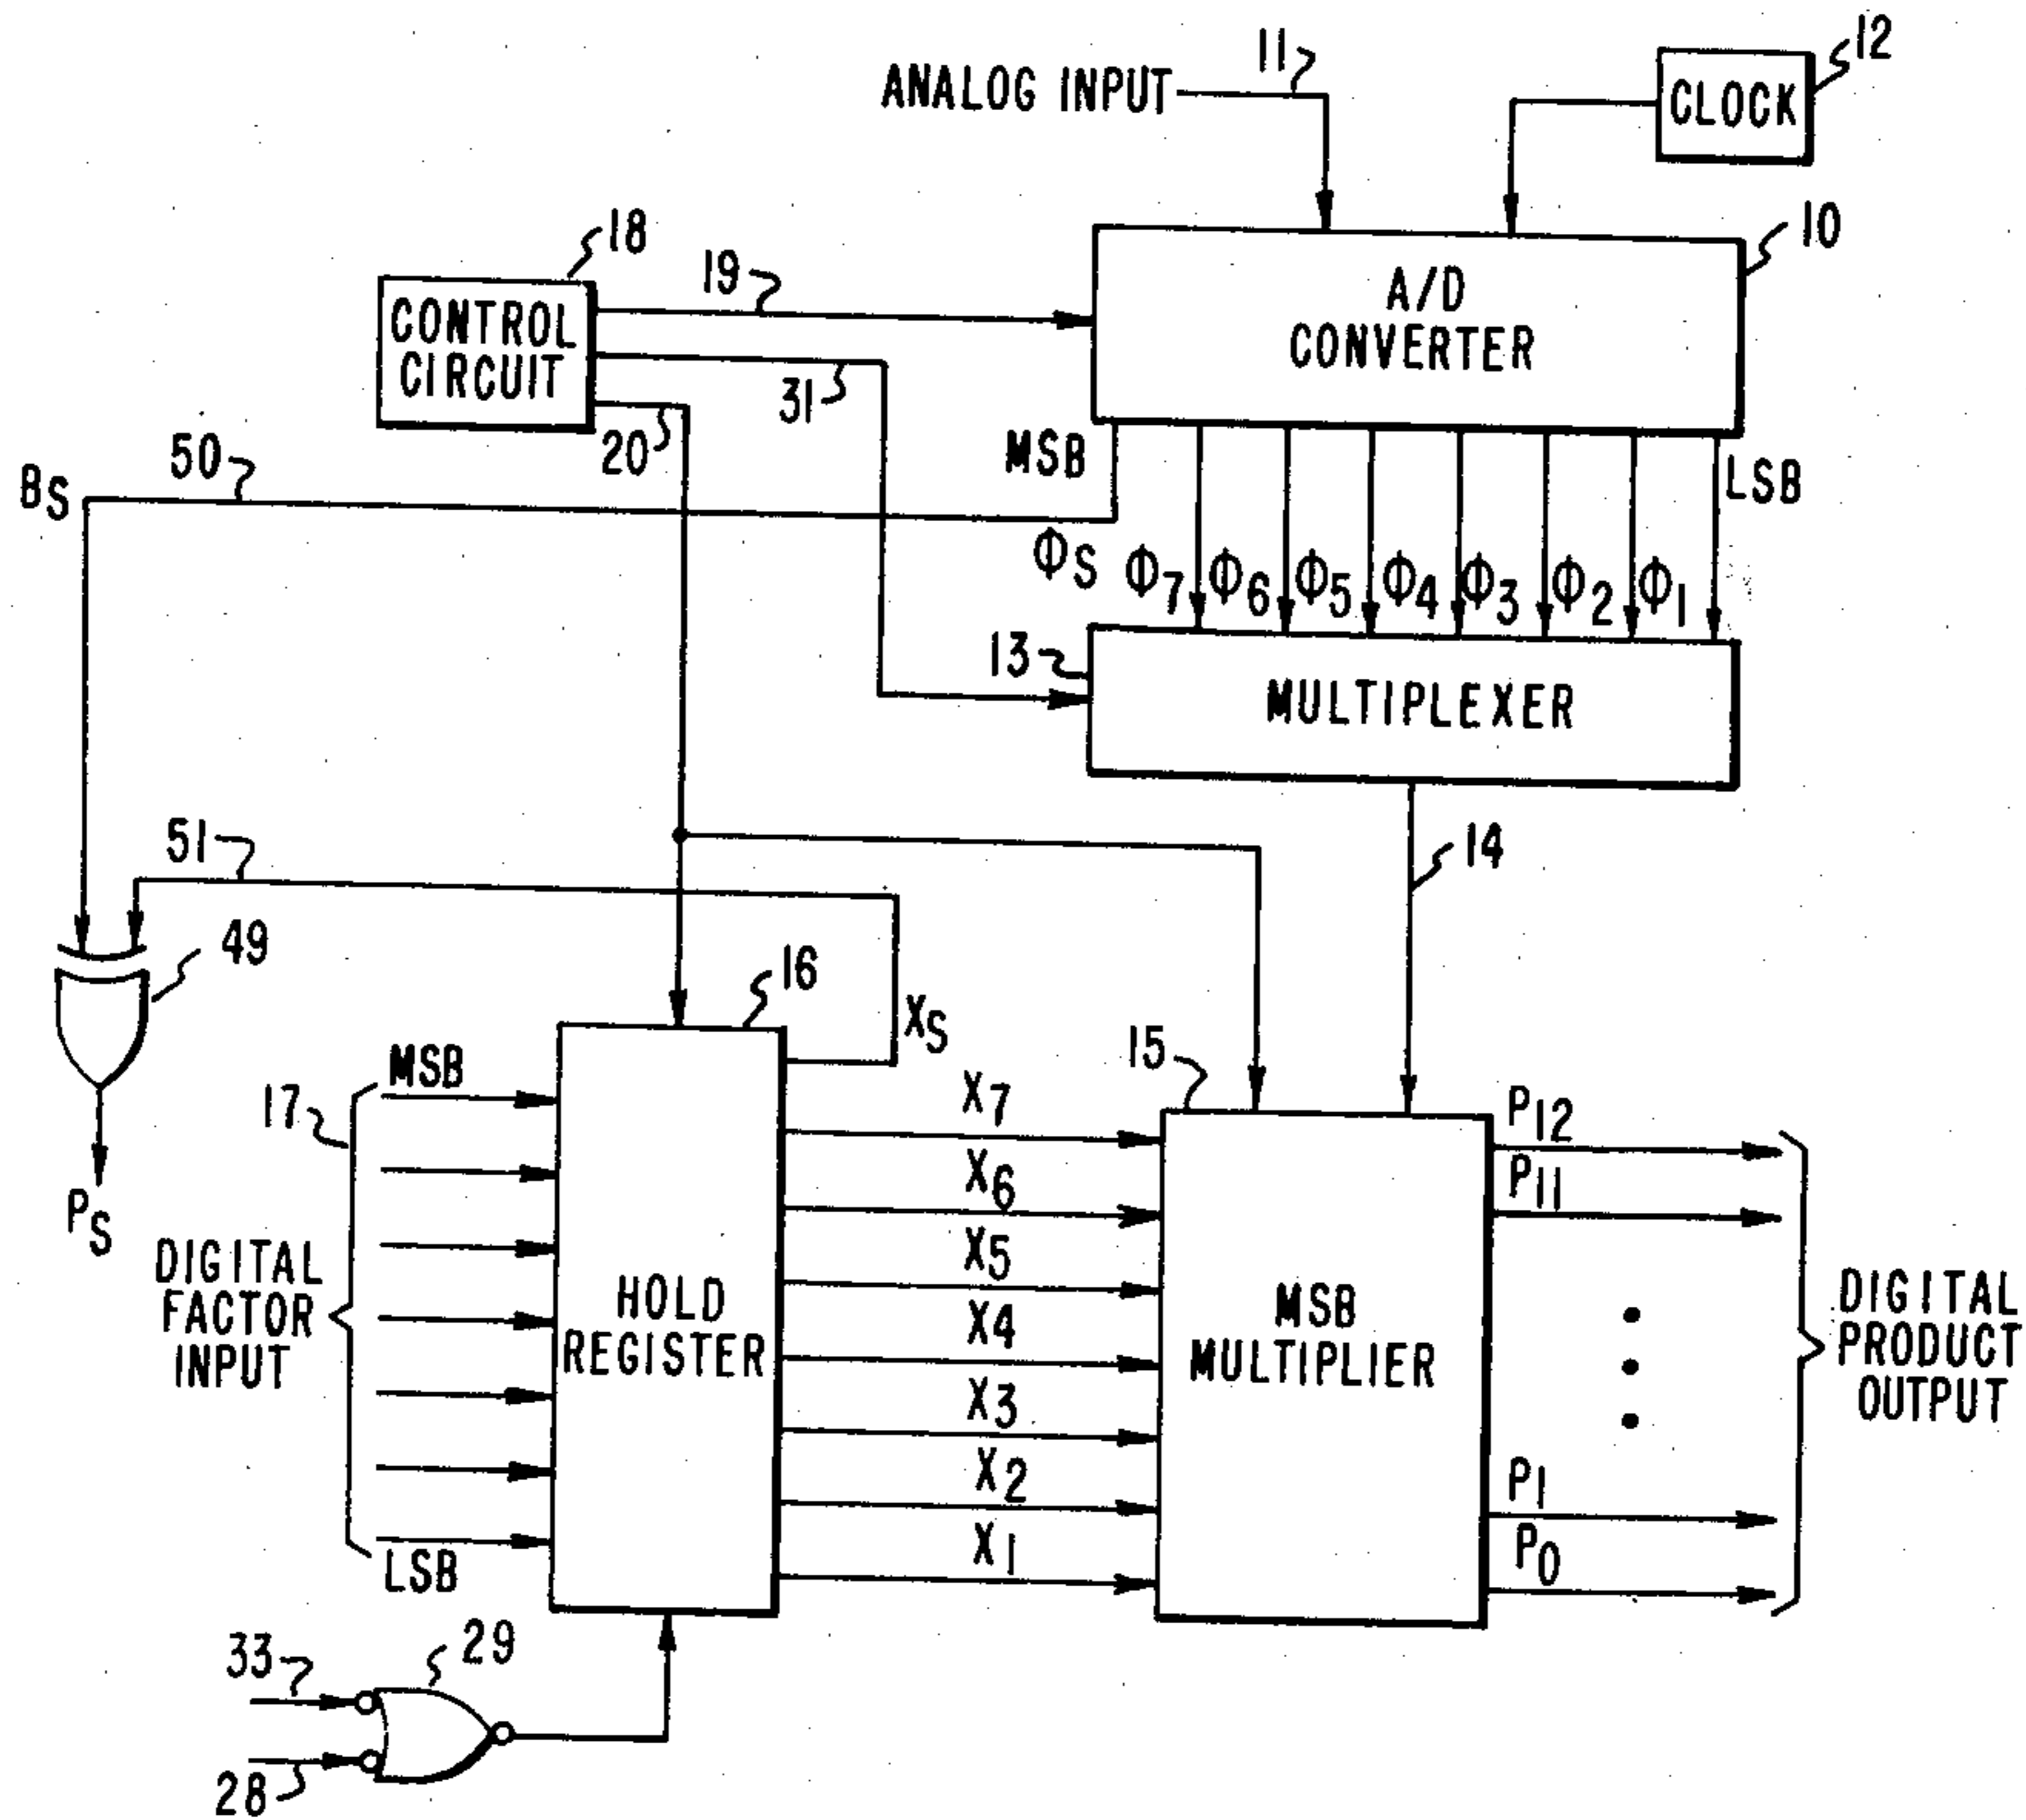 ANALOG INPUT
11
12
CLOCK
10
A/D
CONVERTER
18
CONTROL
CIRCUIT
19
31
20
MSB
LSB
50
BS
ΦS
Φ7
Φ6
Φ5
Φ4
Φ3
Φ2
Φ1
13
MULTIPLEXER
14
51
49
PS
16
XS
15
17
MSB
DIGITAL
FACTOR
INPUT
LSB
HOLD
REGISTER
X7
X6
X5
X4
X3
X2
X1
MSB
MULTIPLIER
P12
P11
P1
P0
DIGITAL
PRODUCT
OUTPUT
33
29
28